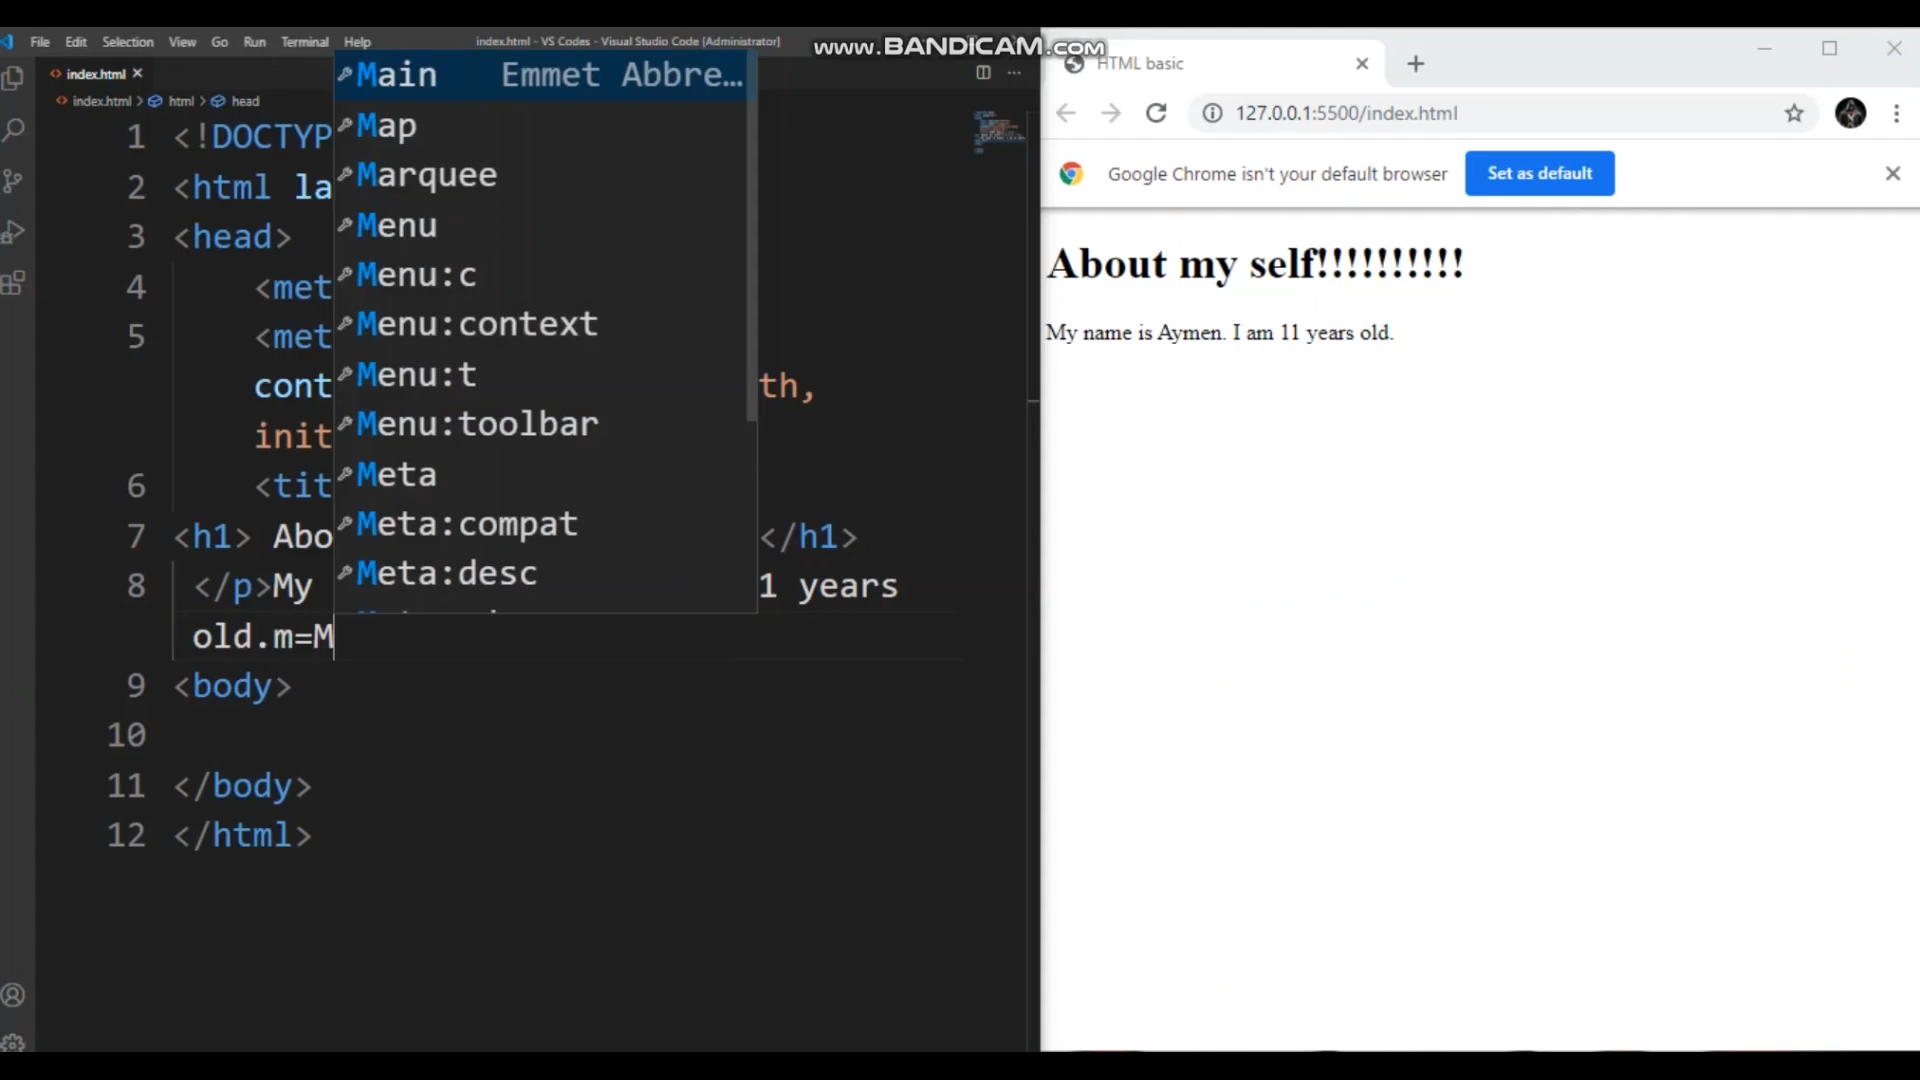 File Edit Selection View Go Run Terminal Help index.html - VS Codes - Visual Studio Code [Administrator]
www.BANDICAM.com
index.html
index.html > html > head
1 <!DOCTYP
2 <html la
3 <head>
4 <met
5 <met
cont th,
init
6 <tit
7 <h1> Abo </h1>
8 </p>My 1 years
old.m=M
9 <body>
10
11 </body>
12 </html>
Main Emmet Abbre…
Map
Marquee
Menu
Menu:c
Menu:context
Menu:t
Menu:toolbar
Meta
Meta:compat
Meta:desc
HTML basic
127.0.0.1:5500/index.html
Google Chrome isn't your default browser Set as default
About my self!!!!!!!!!!
My name is Aymen. I am 11 years old.